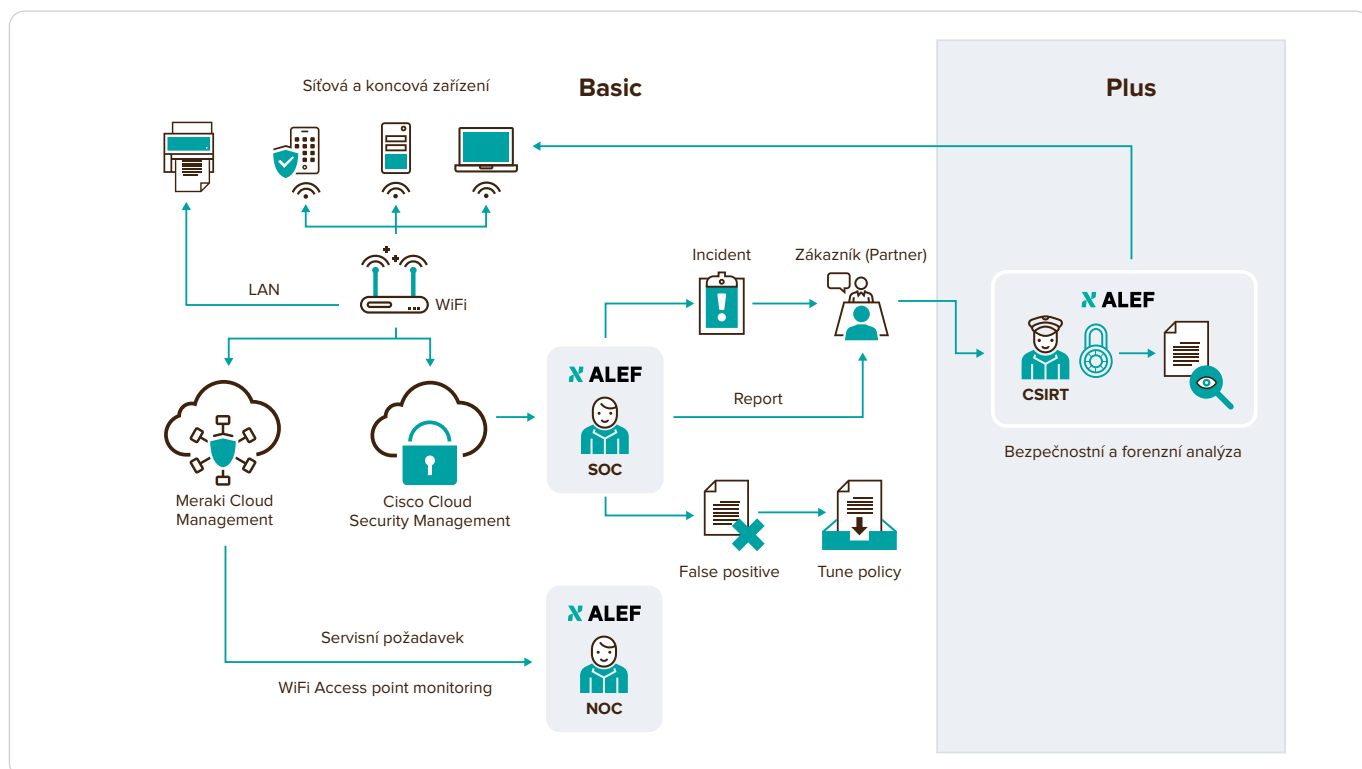 Síťová a koncová zařízení
Basic
Plus
LAN
WiFi
Incident
Zákazník (Partner)
ALEF
SOC
Report
ALEF
CSIRT
Bezpečnostní a forenzní analýza
Meraki Cloud
Management
Cisco Cloud
Security Management
False positive
Tune policy
Servisní požadavek
WiFi Access point monitoring
ALEF
NOC